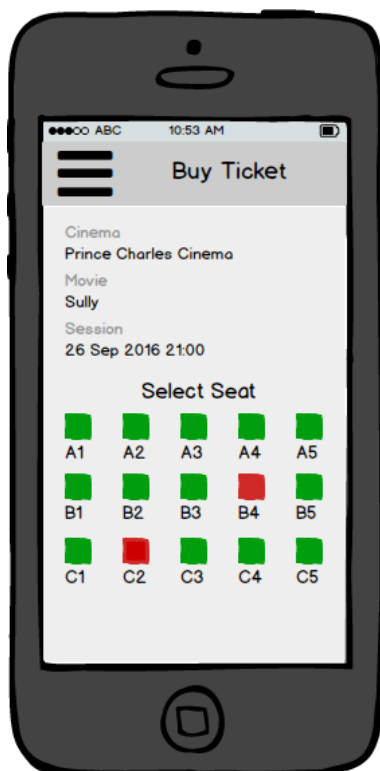 ABC 10:53 AM
Buy Ticket
Cinema
Prince Charles Cinema
Movie
Sully
Session
26 Sep 2016 21:00
Select Seat
A1 A2 A3 A4 A5
B1 B2 B3 B4 B5
C1 C2 C3 C4 C5